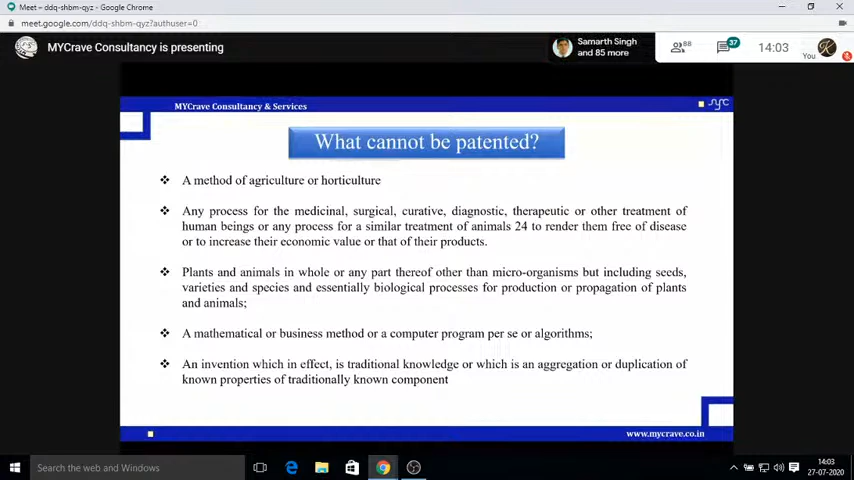 Meet – ddq-shbm-qyz - Google Chrome
meet.google.com/ddq-shbm-qyz?authuser=0
MYCrave Consultancy is presenting
Samarth Singh
and 85 more
88
37
14:03
You
MYCrave Consultancy & Services
myc
What cannot be patented?
❖ A method of agriculture or horticulture
❖ Any process for the medicinal, surgical, curative, diagnostic, therapeutic or other treatment of
human beings or any process for a similar treatment of animals 24 to render them free of disease
or to increase their economic value or that of their products.
❖ Plants and animals in whole or any part thereof other than micro-organisms but including seeds,
varieties and species and essentially biological processes for production or propagation of plants
and animals;
❖ A mathematical or business method or a computer program per se or algorithms;
❖ An invention which in effect, is traditional knowledge or which is an aggregation or duplication of
known properties of traditionally known component
www.mycrave.co.in
Search the web and Windows
14:03
27-07-2020